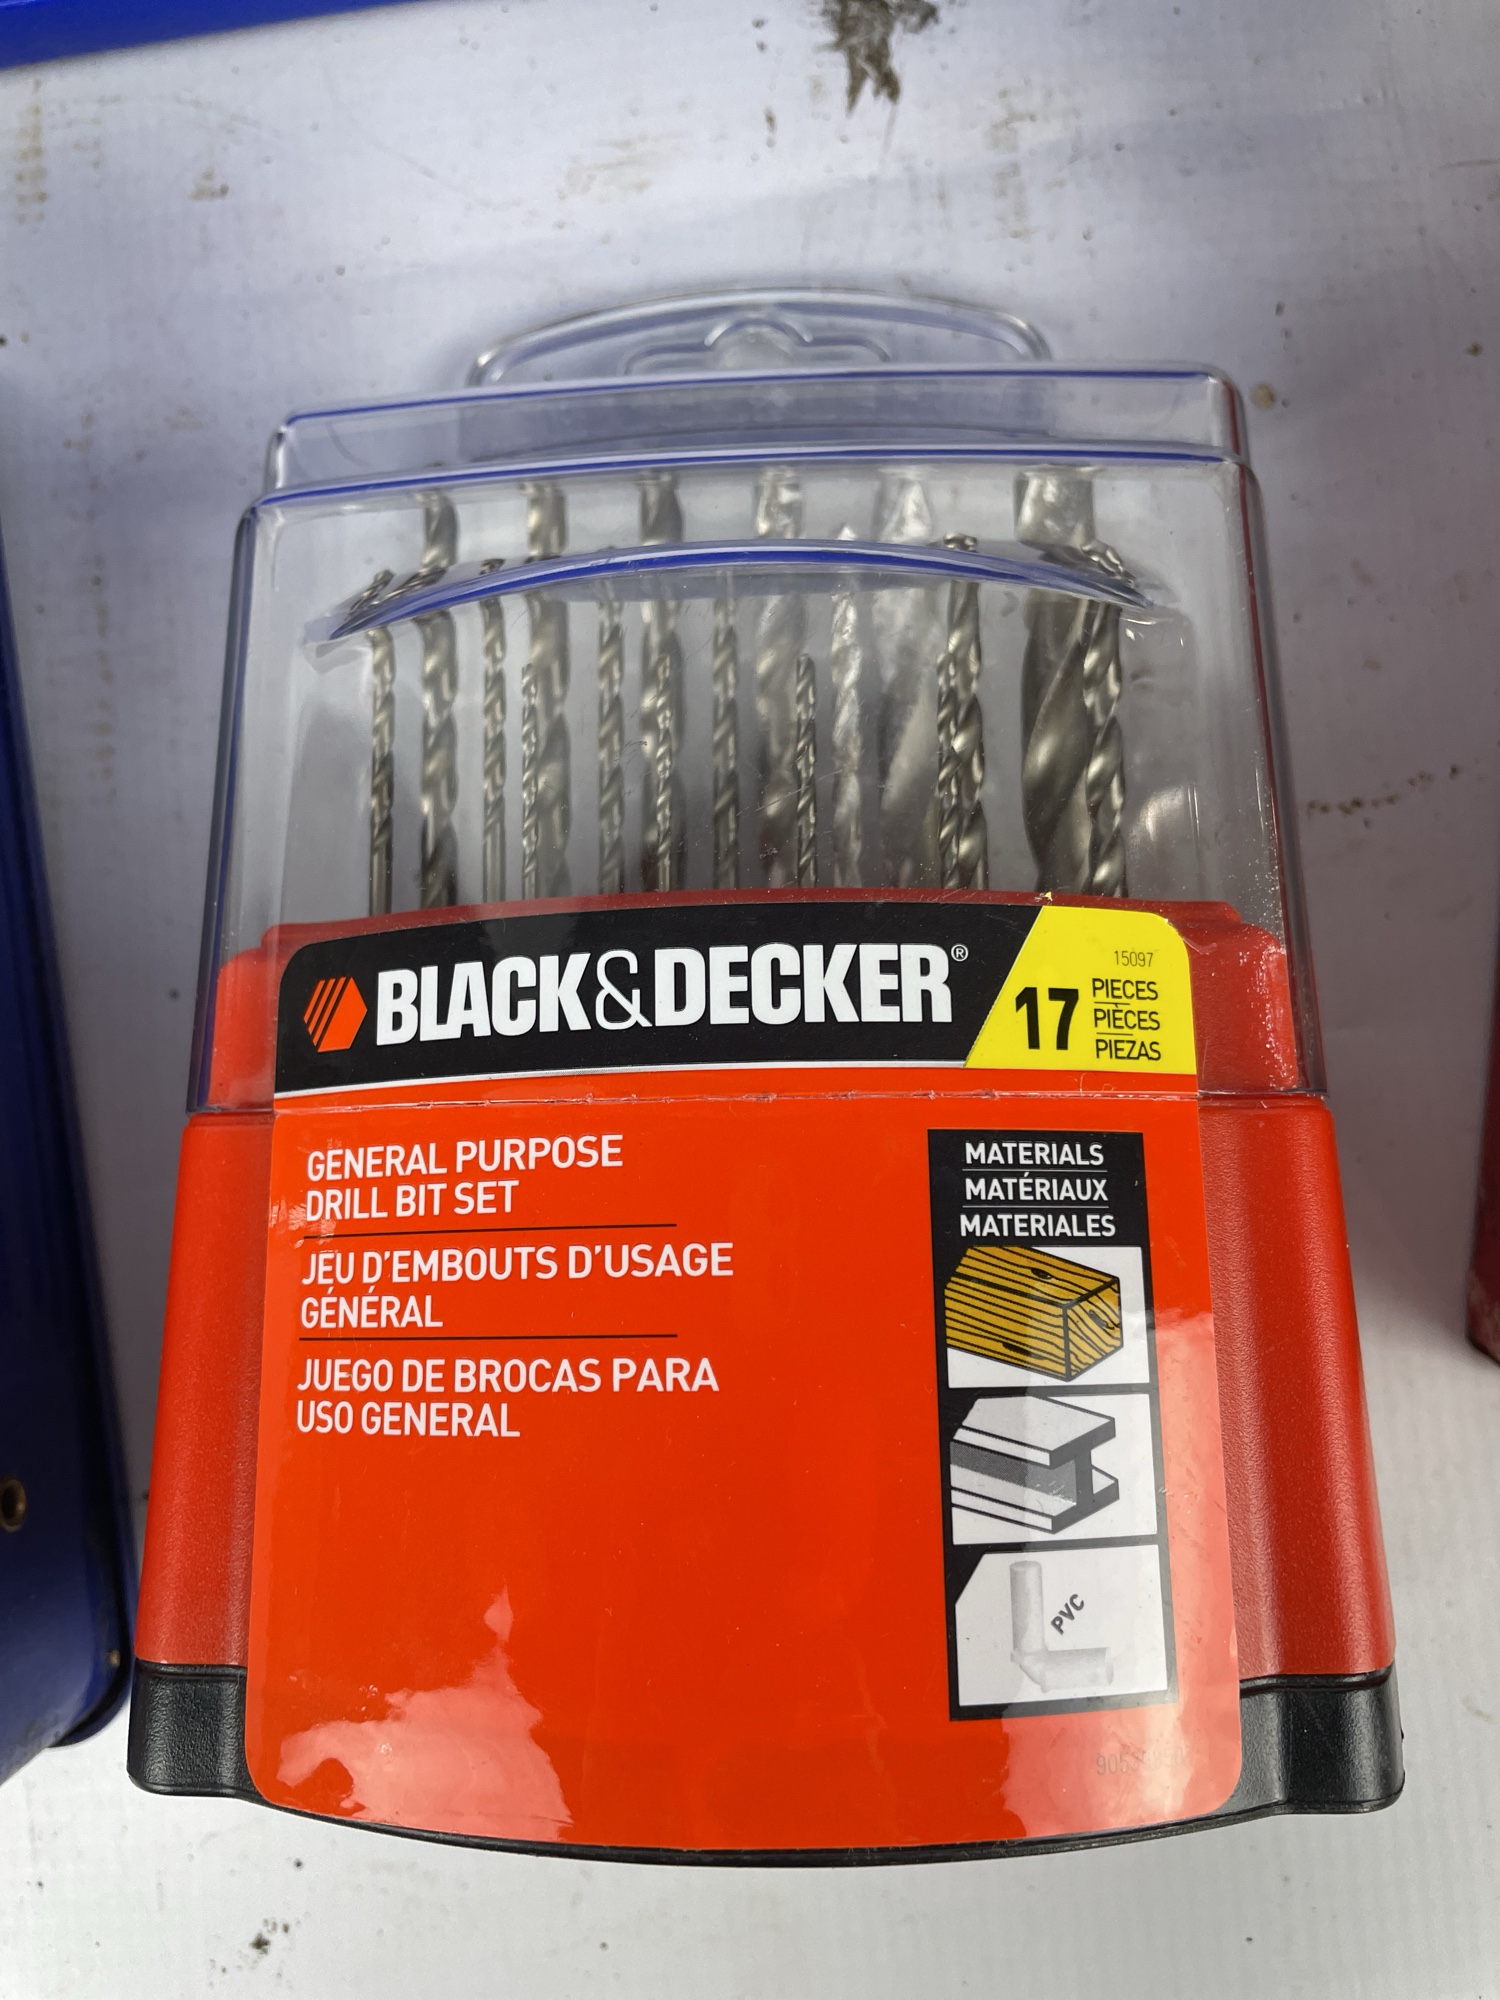 BLACK&DECKER®
15097
17
PIECES
PIÈCES
PIEZAS
GENERAL PURPOSE
DRILL BIT SET
JEU D'EMBOUTS D'USAGE
GÉNÉRAL
JUEGO DE BROCAS PARA
USO GENERAL
MATERIALS
MATÉRIAUX
MATERIALES
PVC